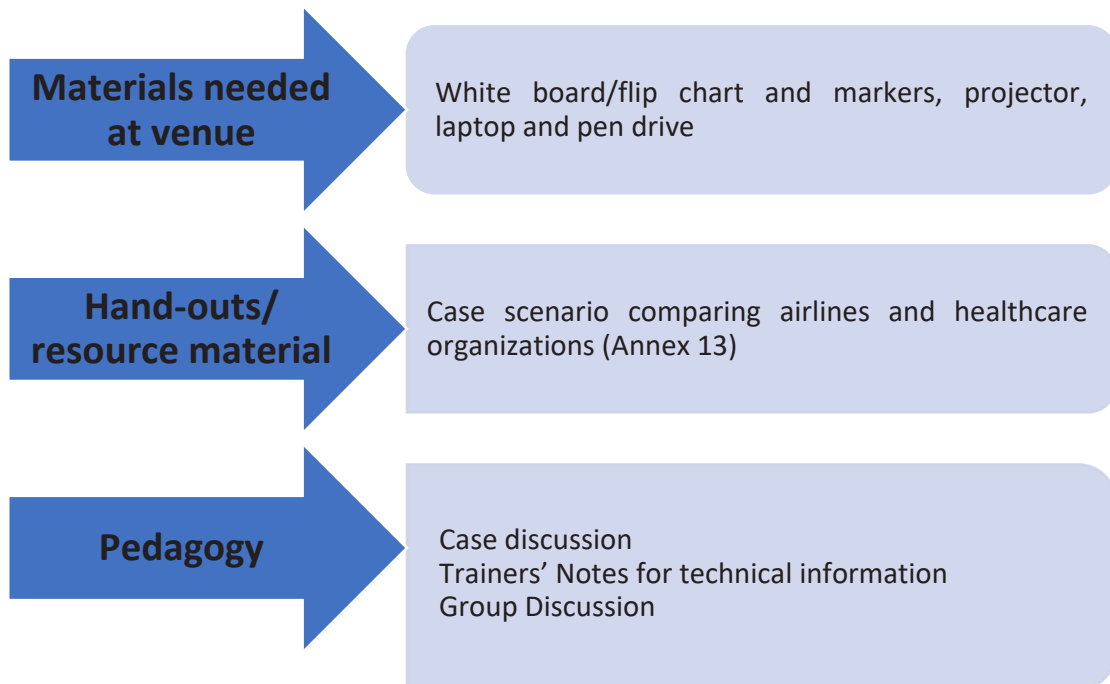 Materials needed
at venue
White board/flip chart and markers, projector,
laptop and pen drive
Hand-outs/
resource material
Case scenario comparing airlines and healthcare
organizations (Annex 13)
Pedagogy
Case discussion
Trainers’ Notes for technical information
Group Discussion